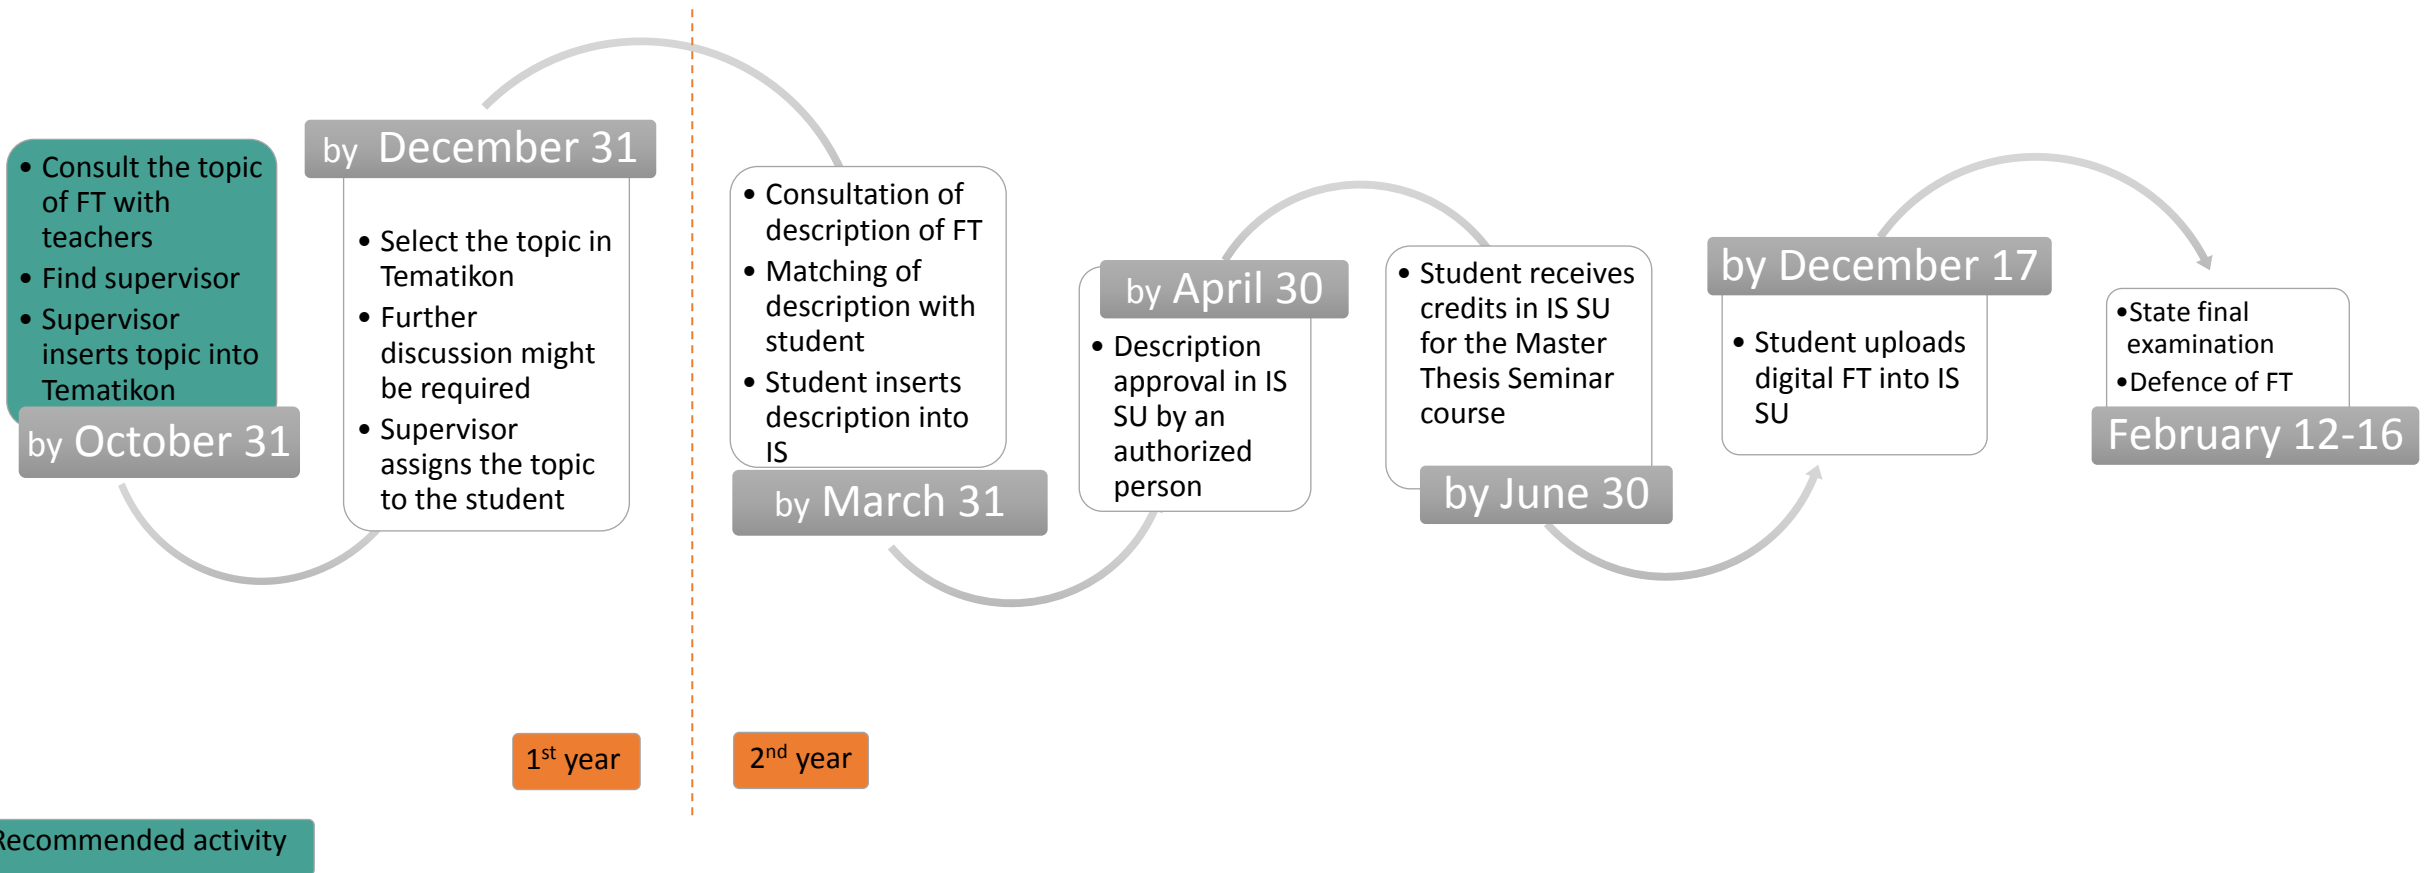 • Consult the topic
of FT with
teachers
• Find supervisor
• Supervisor
inserts topic into
Tematikon
by October 31
by December 31
• Select the topic in
Tematikon
• Further
discussion might
be required
• Supervisor
assigns the topic
to the student
• Consultation of
description of FT
• Matching of
description with
student
• Student inserts
description into
IS
by March 31
by April 30
• Description
approval in IS
SU by an
authorized
person
• Student receives
credits in IS SU
for the Master
Thesis Seminar
course
by June 30
by December 17
• Student uploads
digital FT into IS
SU
•State final
examination
•Defence of FT
February 12-16
1st year
2nd year
Recommended activity